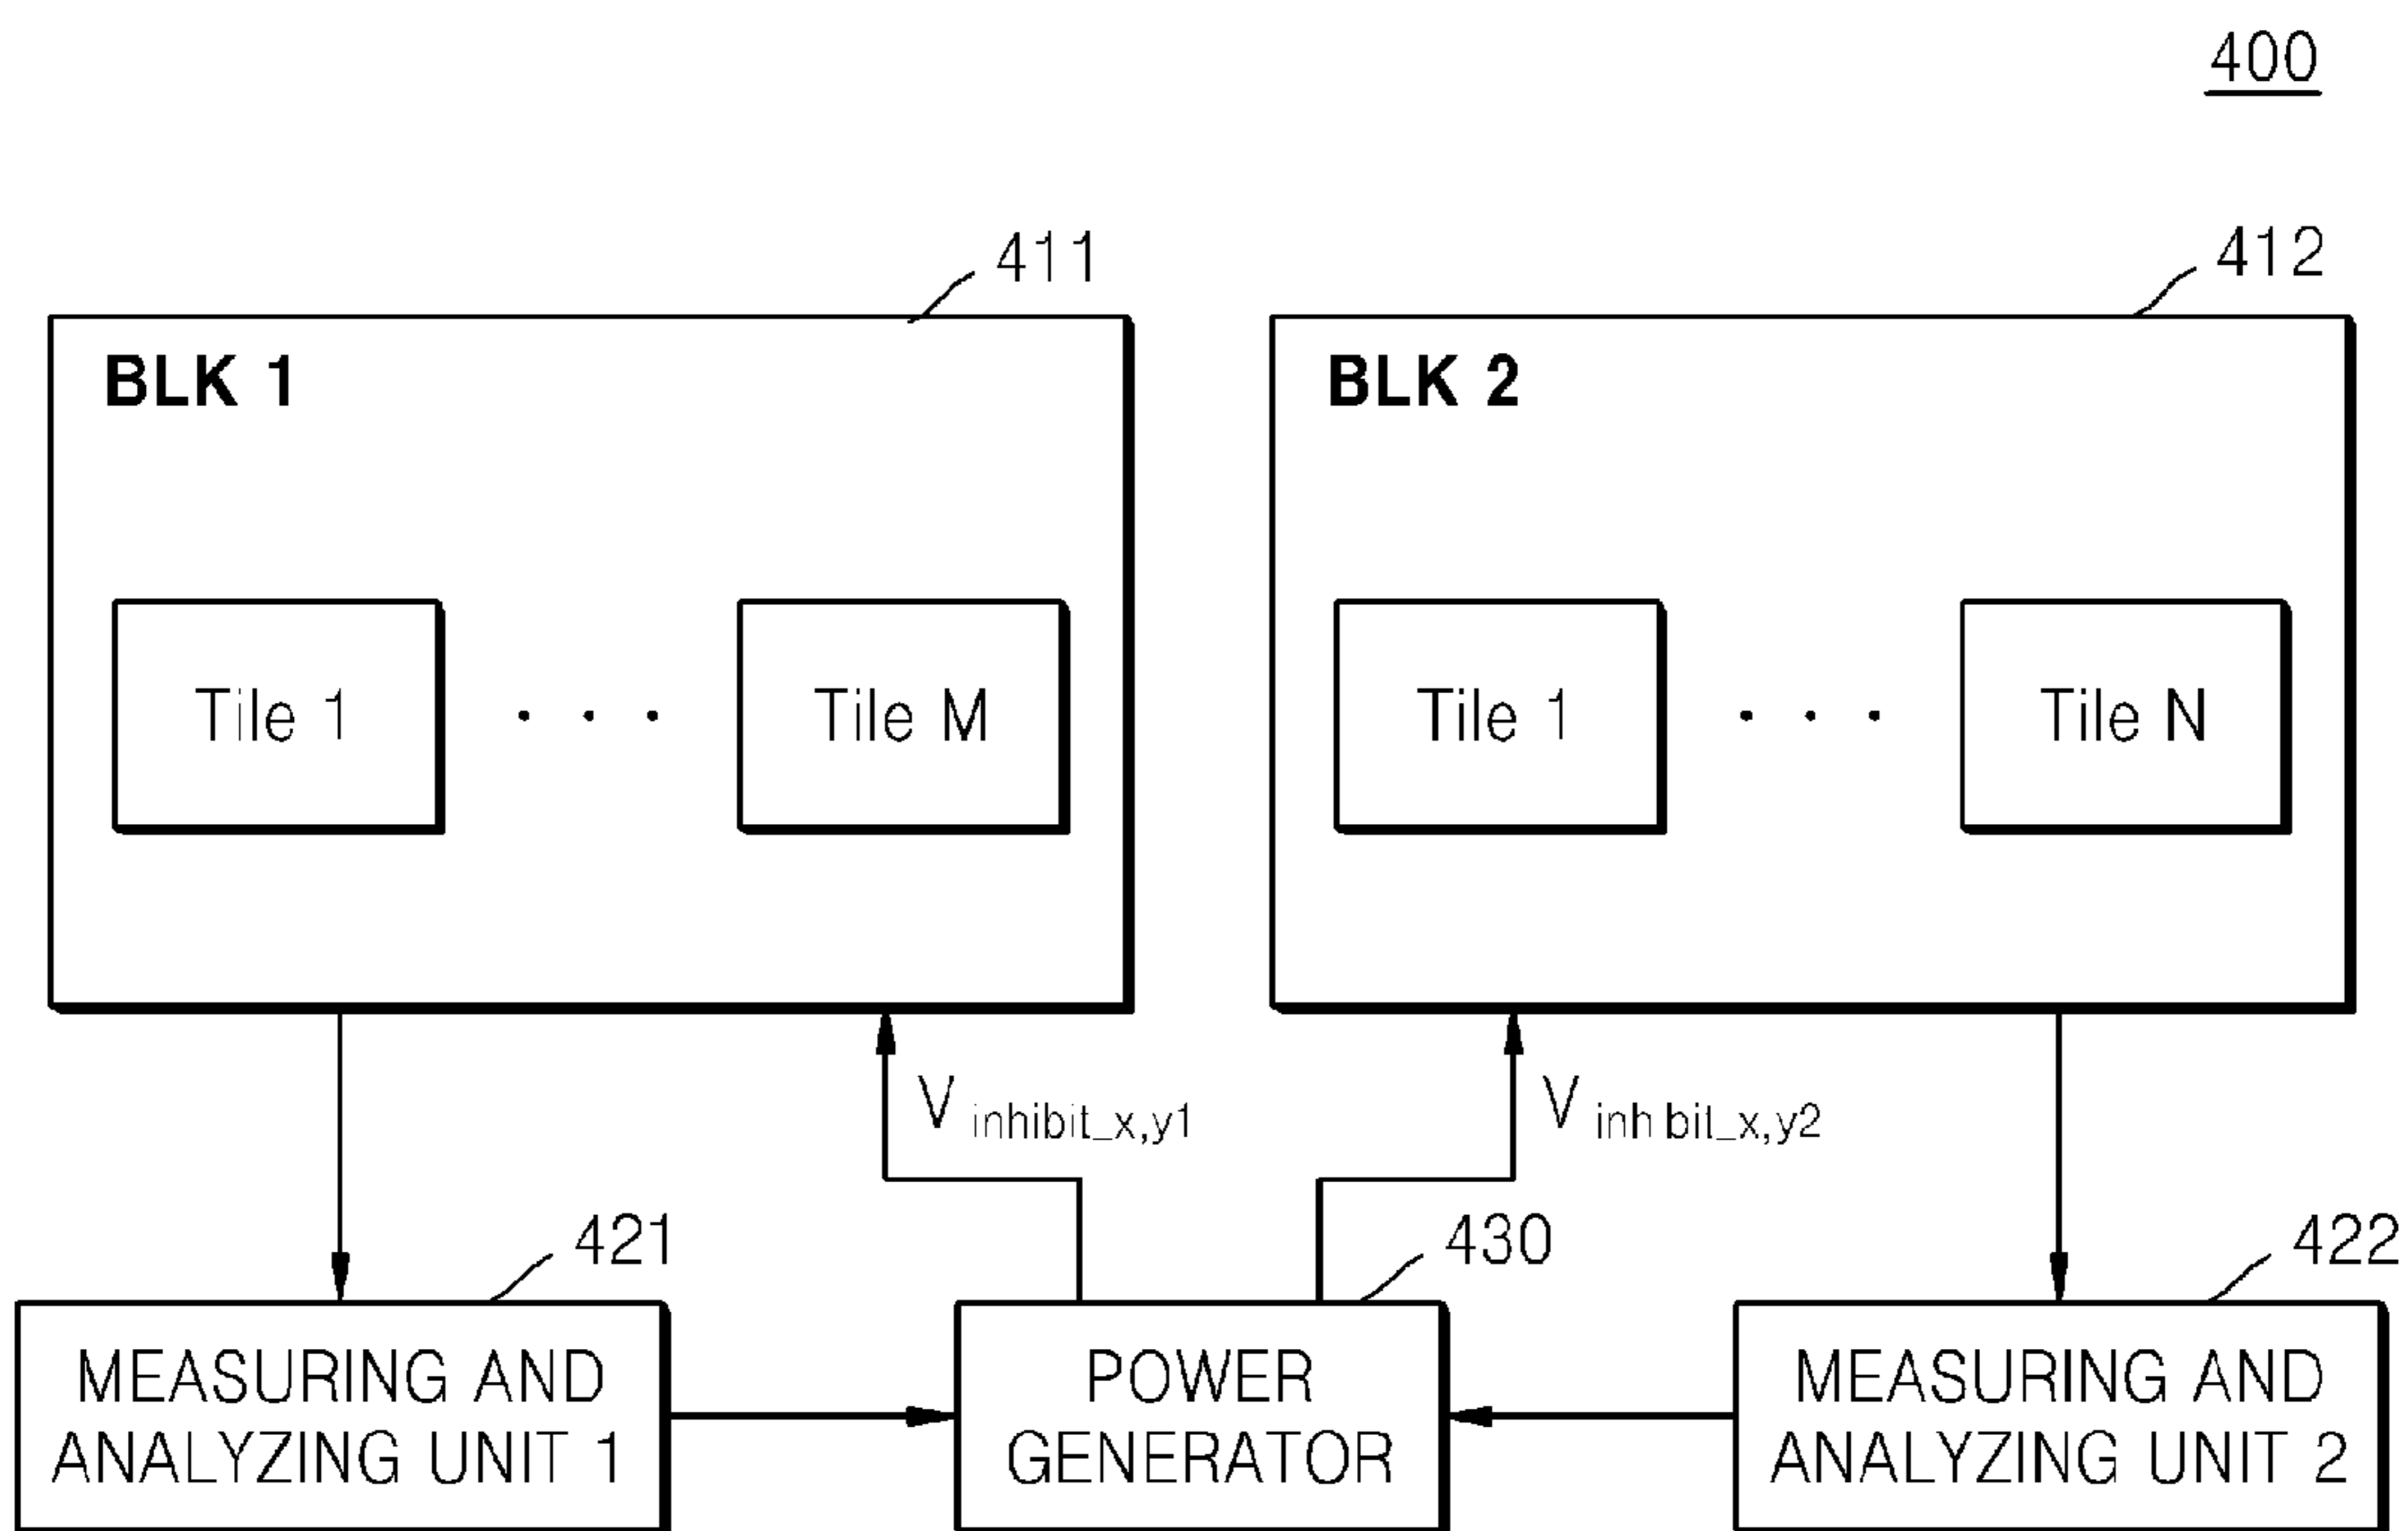 400
411
412
BLK 1
BLK 2
Tile 1
. . .
Tile M
Tile 1
. . .
Tile N
V inhibit_x,y1
V inh bit_x,y2
421
430
422
MEASURING AND
ANALYZING UNIT 1
POWER
GENERATOR
MEASURING AND
ANALYZING UNIT 2